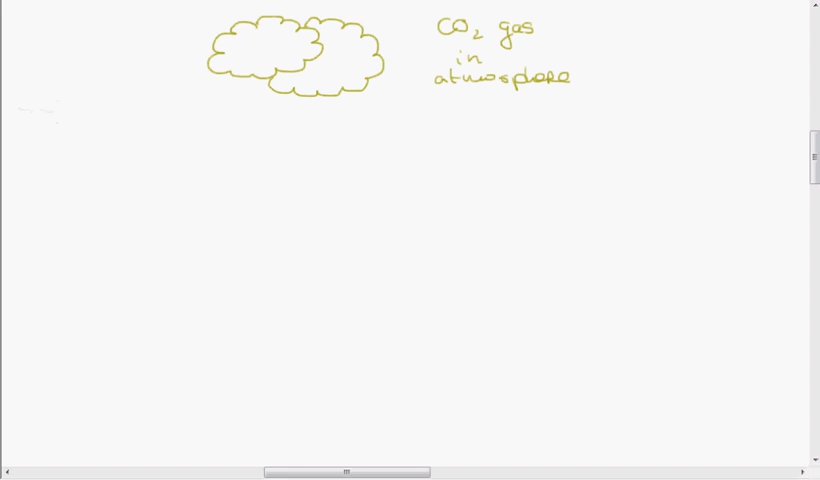 CO₂ gas
in
atmosphere